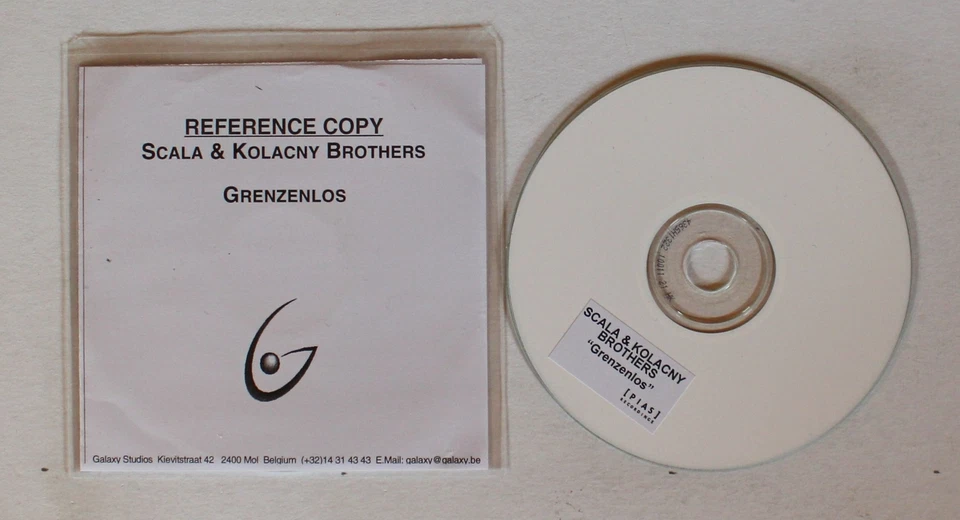 REFERENCE COPY
SCALA & KOLACNY BROTHERS
GRENZENLOS
Galaxy Studios Kievitstraat 42 2400 Mol Belgium (+32)14 31 43 43 E.Mail: galaxy@galaxy.be
SCALA & KOLACNY
BROTHERS
“Grenzenlos”
[PIAS]
RECORDINGS